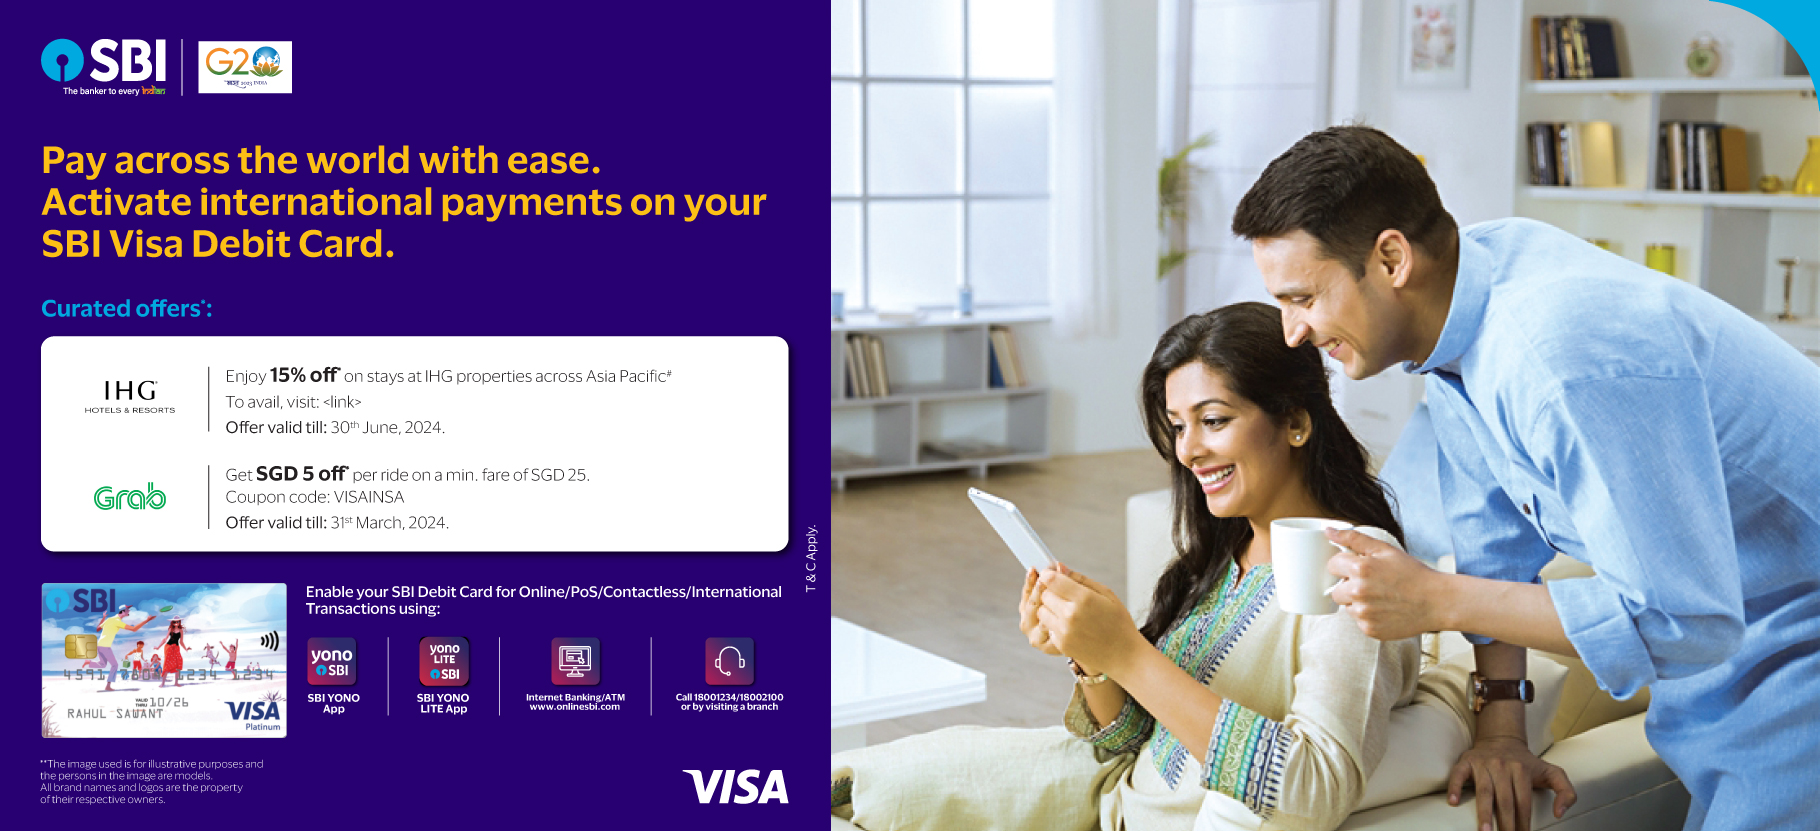 SBI
The banker to every Indian
G20
भारत 2023 INDIA
Pay across the world with ease.
Activate international payments on your
SBI Visa Debit Card.
Curated offers*:
IHG
HOTELS & RESORTS
Enjoy 15% off* on stays at IHG properties across Asia Pacific#
To avail, visit: <link>
Offer valid till: 30th June, 2024.
Grab
Get SGD 5 off* per ride on a min. fare of SGD 25.
Coupon code: VISAINSA
Offer valid till: 31st March, 2024.
T & C Apply.
SBI
4591 1234 1234
VALID THRU 10/26
RAHUL SAWANT
VISA
Platinum
Enable your SBI Debit Card for Online/PoS/Contactless/International
Transactions using:
yono
SBI
SBI YONO
App
yono
LITE
SBI
SBI YONO
LITE App
Internet Banking/ATM
www.onlinesbi.com
Call 18001234/18002100
or by visiting a branch
**The image used is for illustrative purposes and
the persons in the image are models.
All brand names and logos are the property
of their respective owners.
VISA